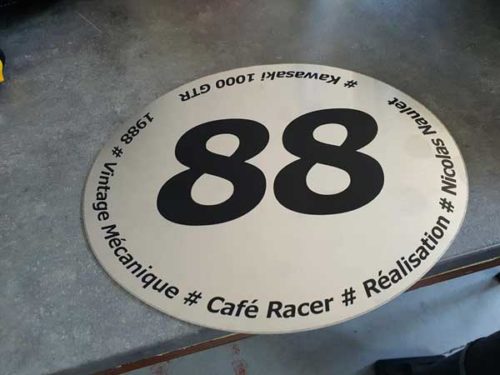 88
1988 # Vintage Mécanique # Café Racer # Réalisation # Nicolas Naulet # Kawasaki 1000 GTR